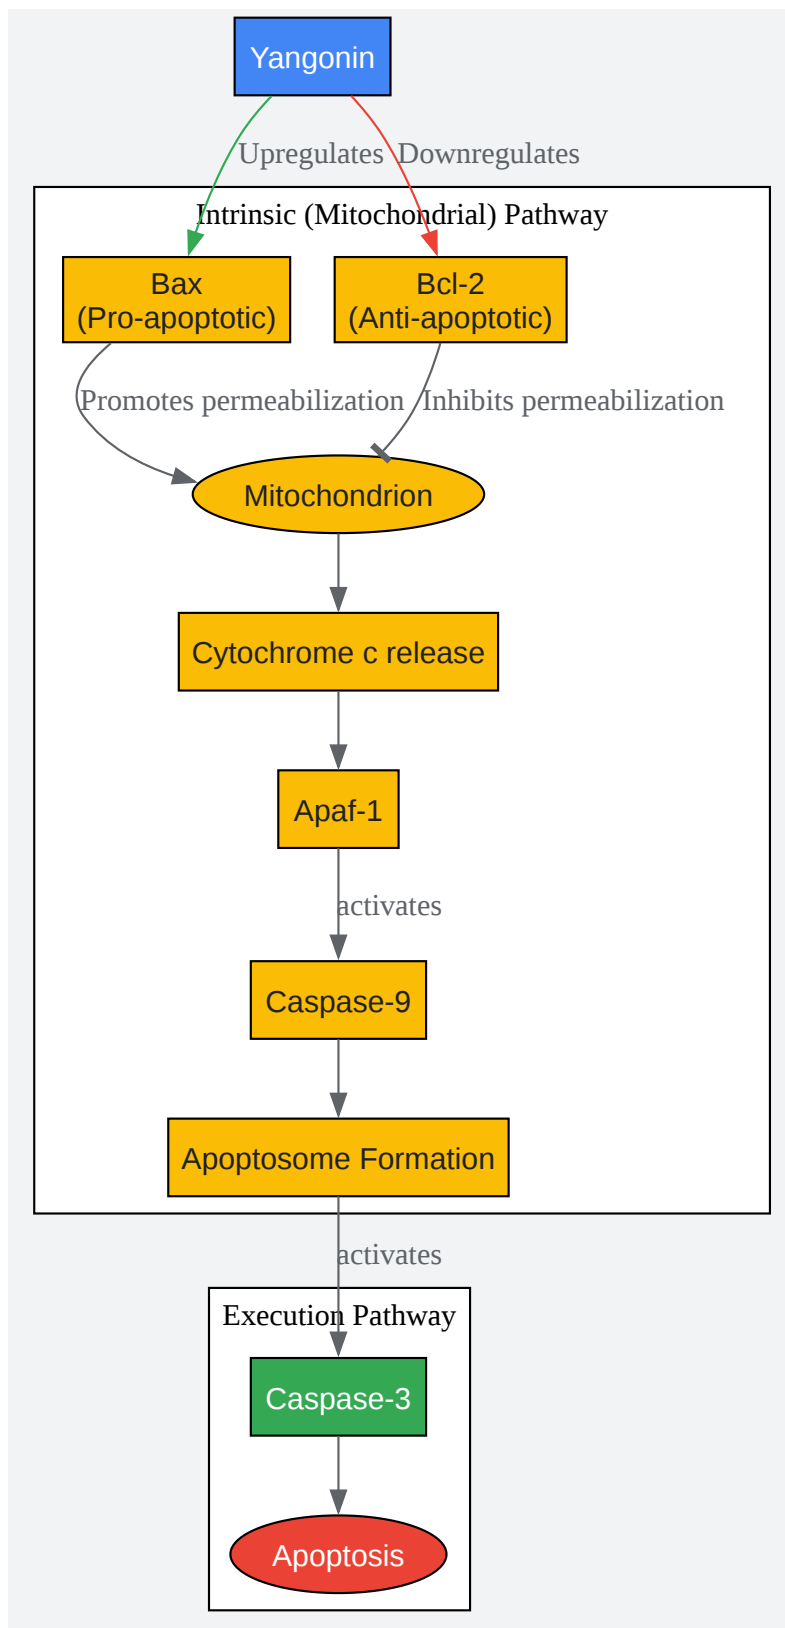 Yangonin
Upregulates
Downregulates
Intrinsic (Mitochondrial) Pathway
Bax
(Pro-apoptotic)
Bcl-2
(Anti-apoptotic)
Promotes permeabilization
Inhibits permeabilization
Mitochondrion
Cytochrome c release
Apaf-1
activates
Caspase-9
Apoptosome Formation
activates
Execution Pathway
Caspase-3
Apoptosis